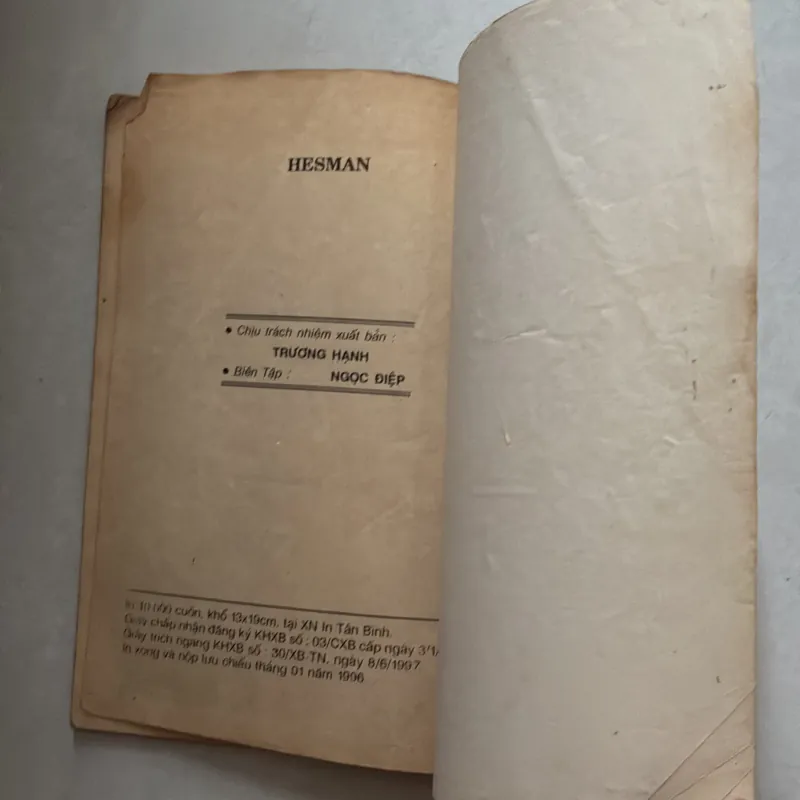 HESMAN
• Chịu trách nhiệm xuất bản :
TRƯƠNG HẠNH
• Biên Tập : NGỌC ĐIỆP
In 10 000 cuốn, khổ 13x19cm, tại XN In Tân Bình.
Giấy chấp nhận đăng ký KHXB số : 03/CXB cấp ngày 3/1/
Giấy trích ngang KHXB số : 30/XB-TN, ngày 8/6/1997
In xong và nộp lưu chiểu tháng 01 năm 1996